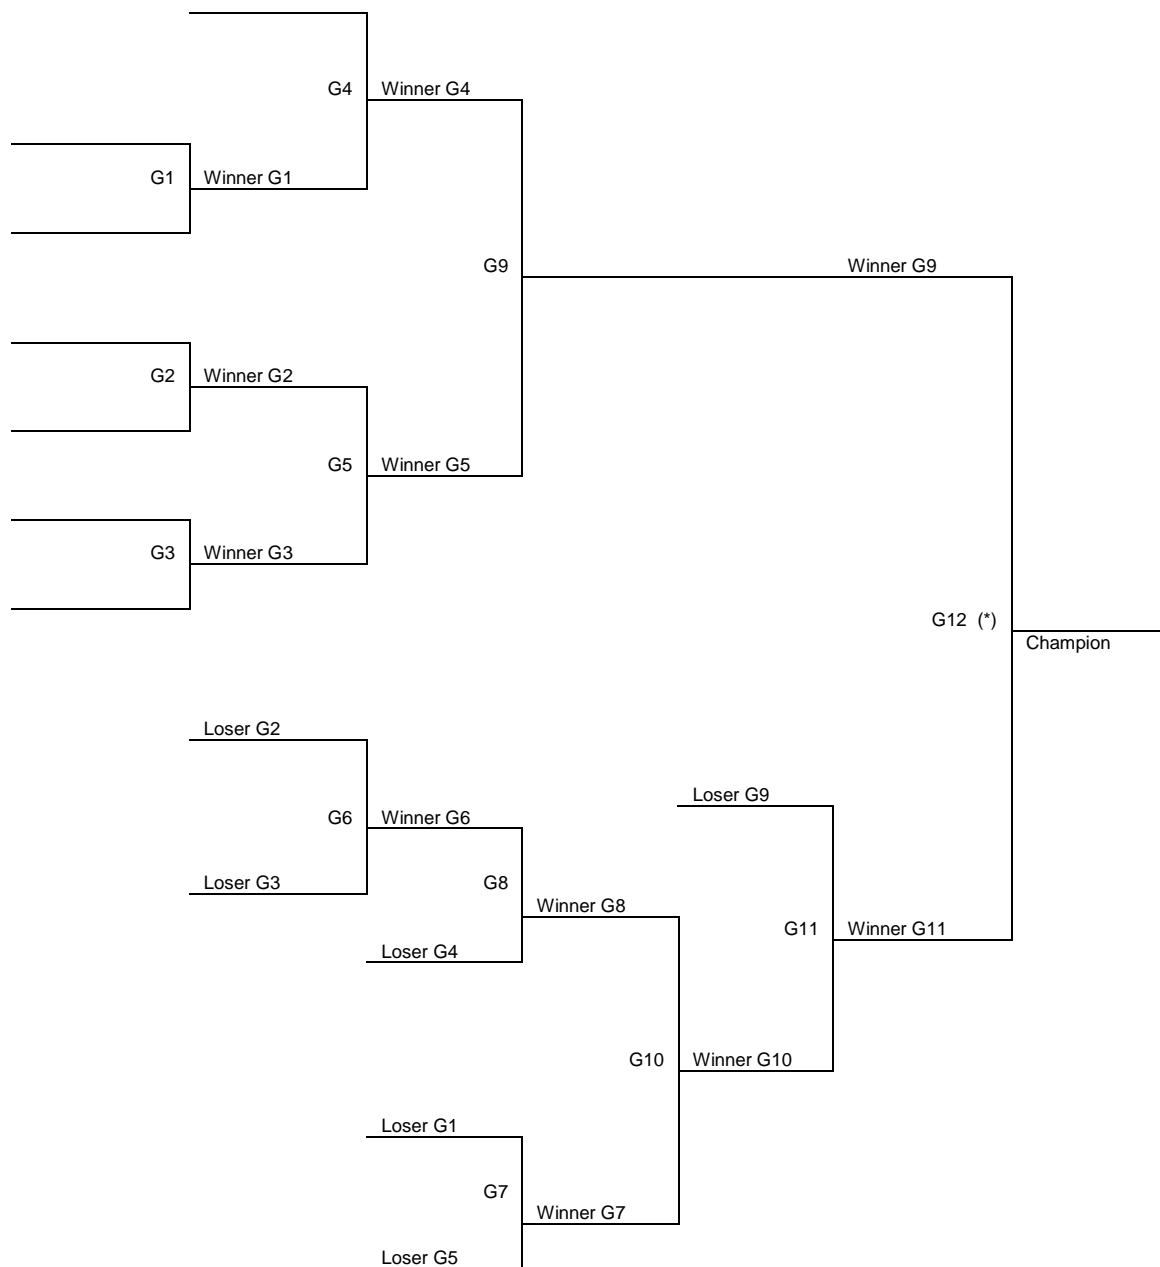 G4
Winner G4
G1
Winner G1
G9
Winner G9
G2
Winner G2
G5
Winner G5
G3
Winner G3
G12 (*)
Champion
Loser G2
Loser G9
G6
Winner G6
Loser G3
G8
Winner G8
G11
Winner G11
Loser G4
G10
Winner G10
Loser G1
G7
Winner G7
Loser G5